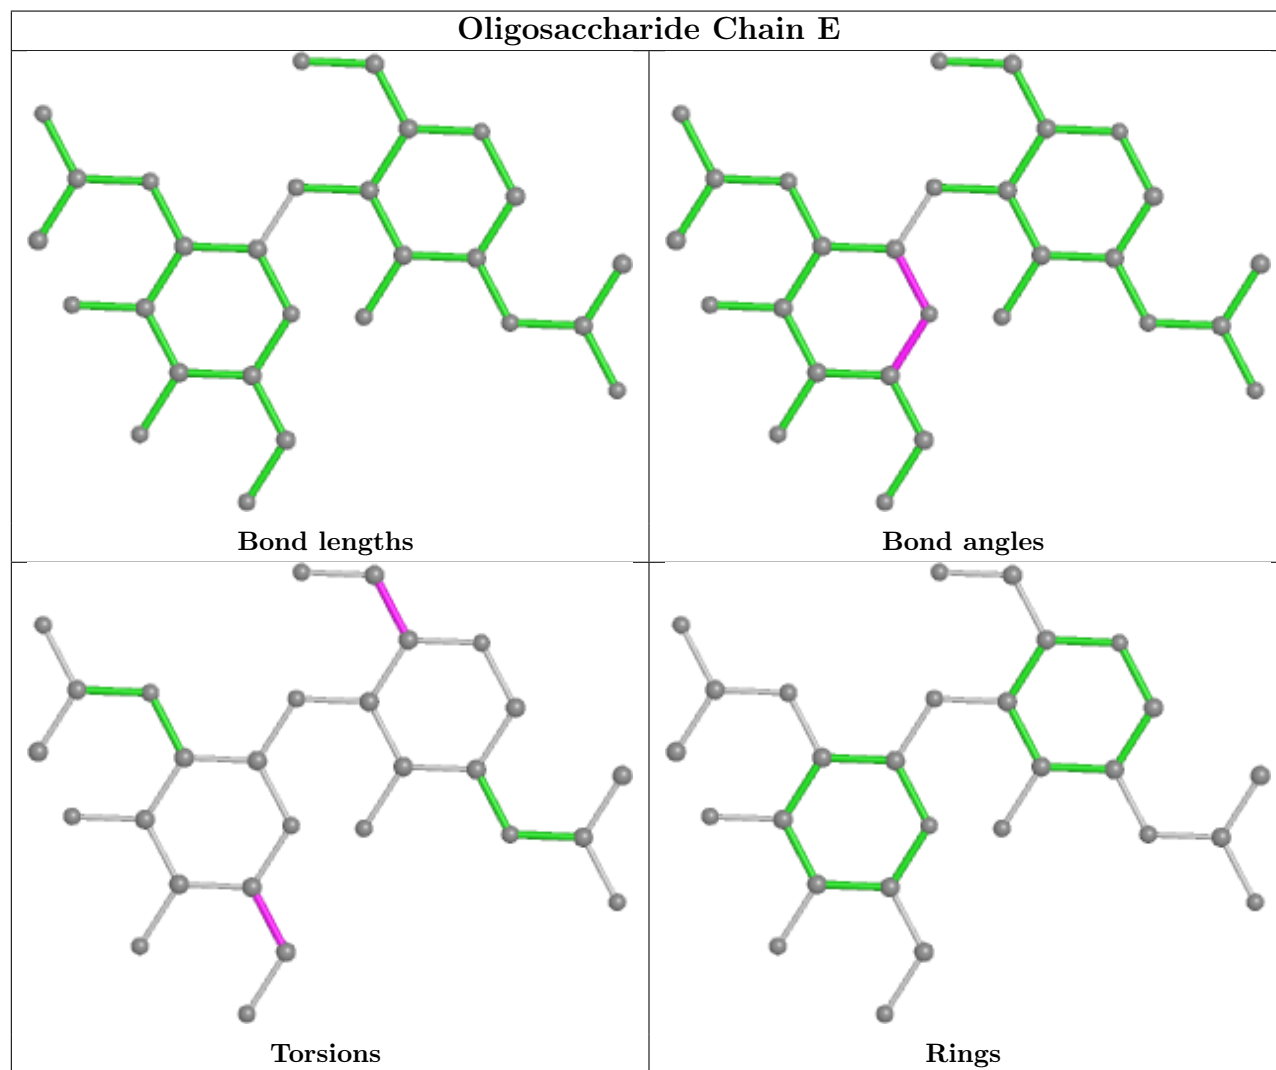 Oligosaccharide Chain E
Bond lengths
Bond angles
Torsions
Rings